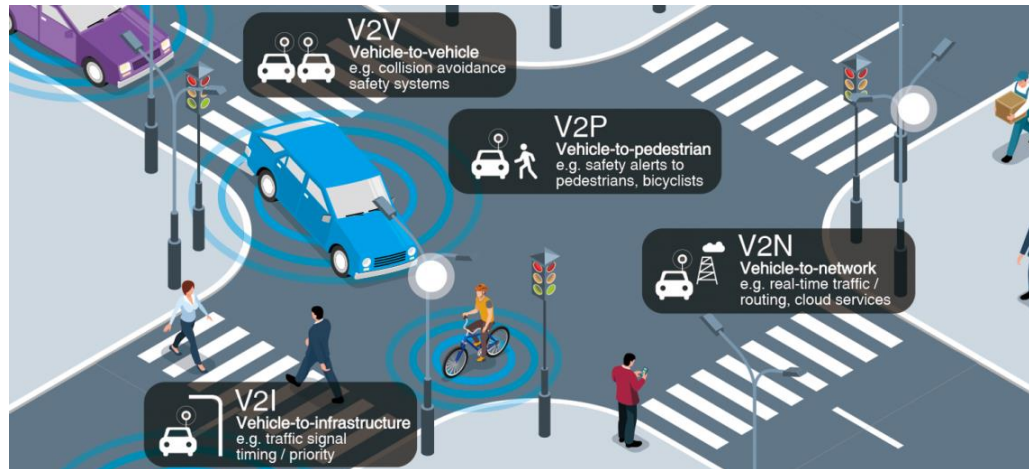 V2V
Vehicle-to-vehicle
e.g. collision avoidance
safety systems
V2P
Vehicle-to-pedestrian
e.g. safety alerts to
pedestrians, bicyclists
V2N
Vehicle-to-network
e.g. real-time traffic /
routing, cloud services
V2I
Vehicle-to-infrastructure
e.g. traffic signal
timing / priority